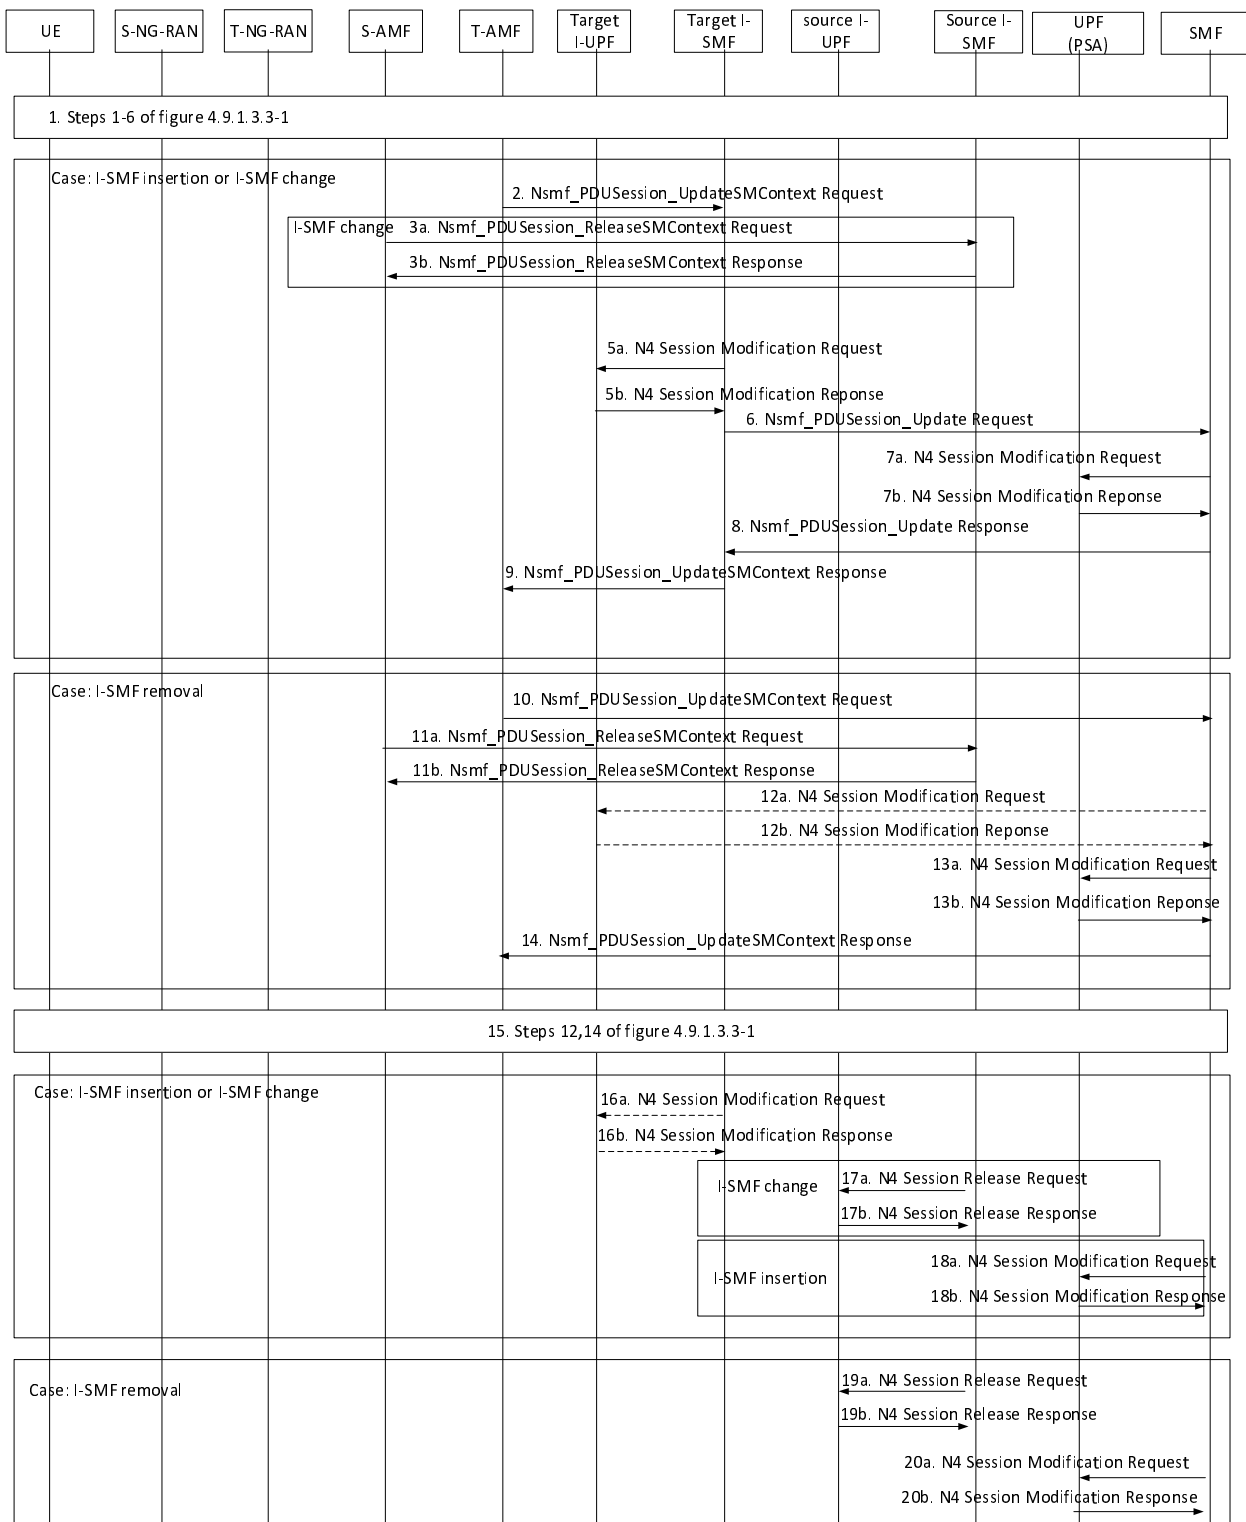 UE
S-NG-RAN
T-NG-RAN
S-AMF
T-AMF
Target
I-UPF
Target I-
SMF
source I-
UPF
Source I-
SMF
UPF
(PSA)
SMF
1. Steps 1-6 of figure 4.9.1.3.3-1
Case: I-SMF insertion or I-SMF change
2. Nsmf_PDUSession_UpdateSMContext Request
I-SMF change
3a. Nsmf_PDUSession_ReleaseSMContext Request
3b. Nsmf_PDUSession_ReleaseSMContext Response
5a. N4 Session Modification Request
5b. N4 Session Modification Reponse
6. Nsmf_PDUSession_Update Request
7a. N4 Session Modification Request
7b. N4 Session Modification Reponse
8. Nsmf_PDUSession_Update Response
9. Nsmf_PDUSession_UpdateSMContext Response
Case: I-SMF removal
10. Nsmf_PDUSession_UpdateSMContext Request
11a. Nsmf_PDUSession_ReleaseSMContext Request
11b. Nsmf_PDUSession_ReleaseSMContext Response
12a. N4 Session Modification Request
12b. N4 Session Modification Reponse
13a. N4 Session Modification Request
13b. N4 Session Modification Reponse
14. Nsmf_PDUSession_UpdateSMContext Response
15. Steps 12,14 of figure 4.9.1.3.3-1
Case: I-SMF insertion or I-SMF change
16a. N4 Session Modification Request
16b. N4 Session Modification Response
I-SMF change
17a. N4 Session Release Request
17b. N4 Session Release Response
I-SMF insertion
18a. N4 Session Modification Request
18b. N4 Session Modification Response
Case: I-SMF removal
19a. N4 Session Release Request
19b. N4 Session Release Response
20a. N4 Session Modification Request
20b. N4 Session Modification Response